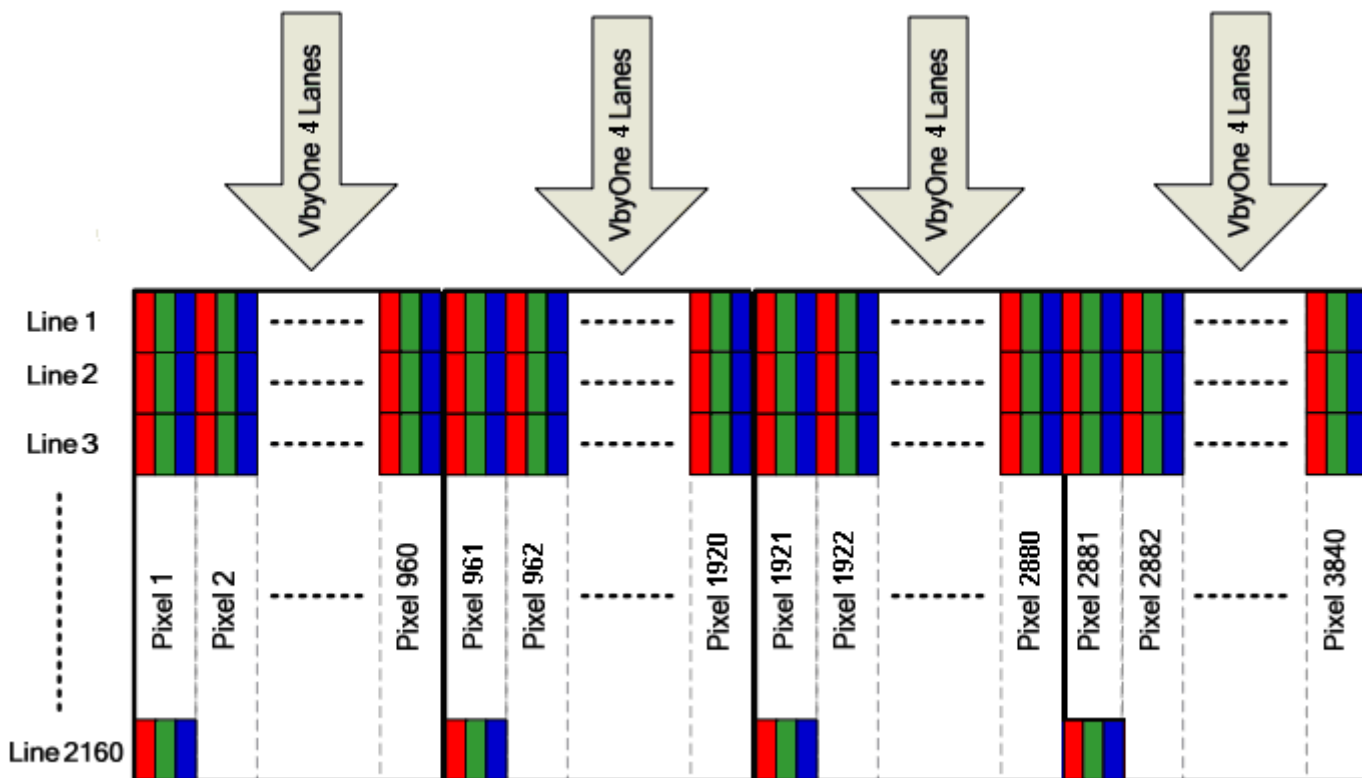 VbyOne 4 Lanes
VbyOne 4 Lanes
VbyOne 4 Lanes
VbyOne 4 Lanes
Line 1
Line 2
Line 3
Pixel 1
Pixel 2
Pixel 960
Pixel 961
Pixel 962
Pixel 1920
Pixel 1921
Pixel 1922
Pixel 2880
Pixel 2881
Pixel 2882
Pixel 3840
Line 2160